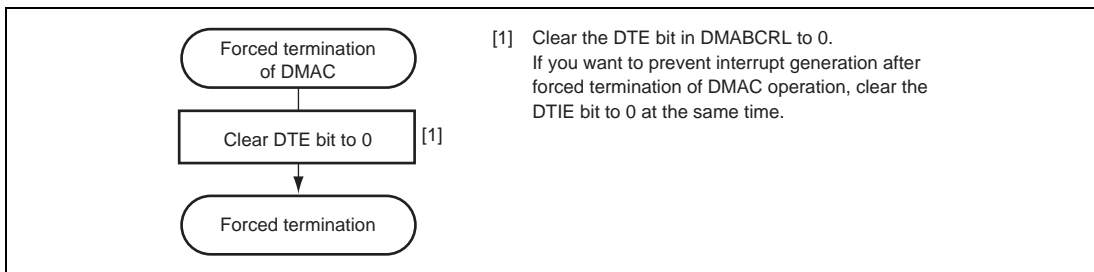 Forced termination
of DMAC
Clear DTE bit to 0
[1]
Forced termination
[1] Clear the DTE bit in DMABCRL to 0.
If you want to prevent interrupt generation after
forced termination of DMAC operation, clear the
DTIE bit to 0 at the same time.